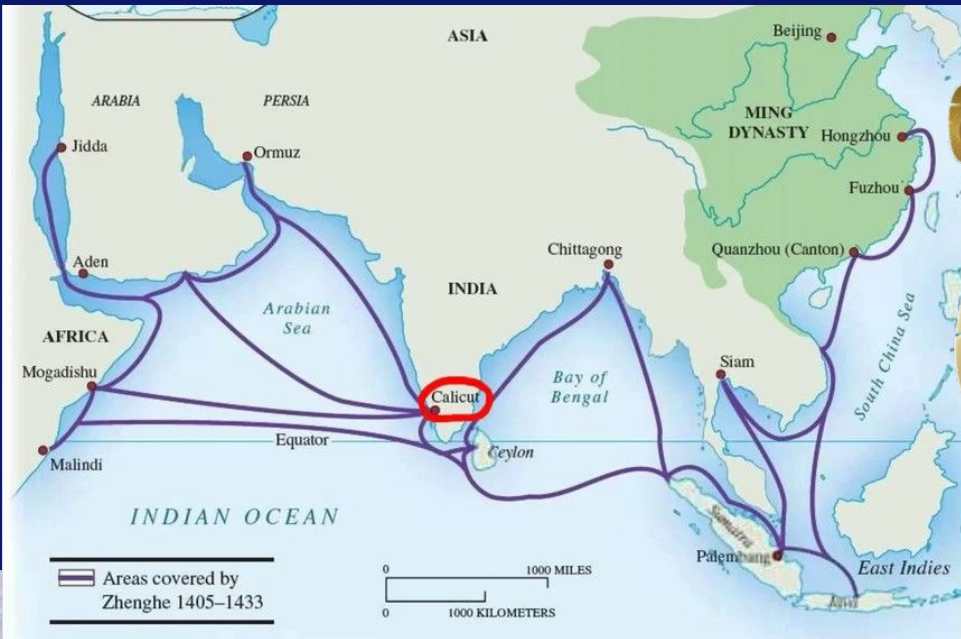 ASIA
Beijing
ARABIA
PERSIA
MING
DYNASTY
Hongzhou
Jidda
Ormuz
Fuzhou
Chittagong
Quanzhou (Canton)
Aden
INDIA
Arabian
Sea
AFRICA
South China Sea
Mogadishu
Siam
Calicut
Bay of
Bengal
Equator
Ceylon
Malindi
INDIAN OCEAN
Sumatra
Palembang
East Indies
Java
Areas covered by
Zhenghe 1405–1433
0 1000 MILES
0 1000 KILOMETERS